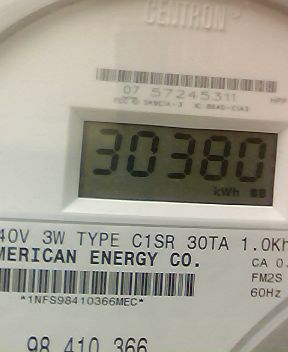 CENTRON®
07 57245311
30380
kWh
40V 3W TYPE C1SR 30TA 1.0Kh
MERICAN ENERGY CO.
CA 0.
FM2S
60Hz
*1NFS98410366MEC*
98 410 366